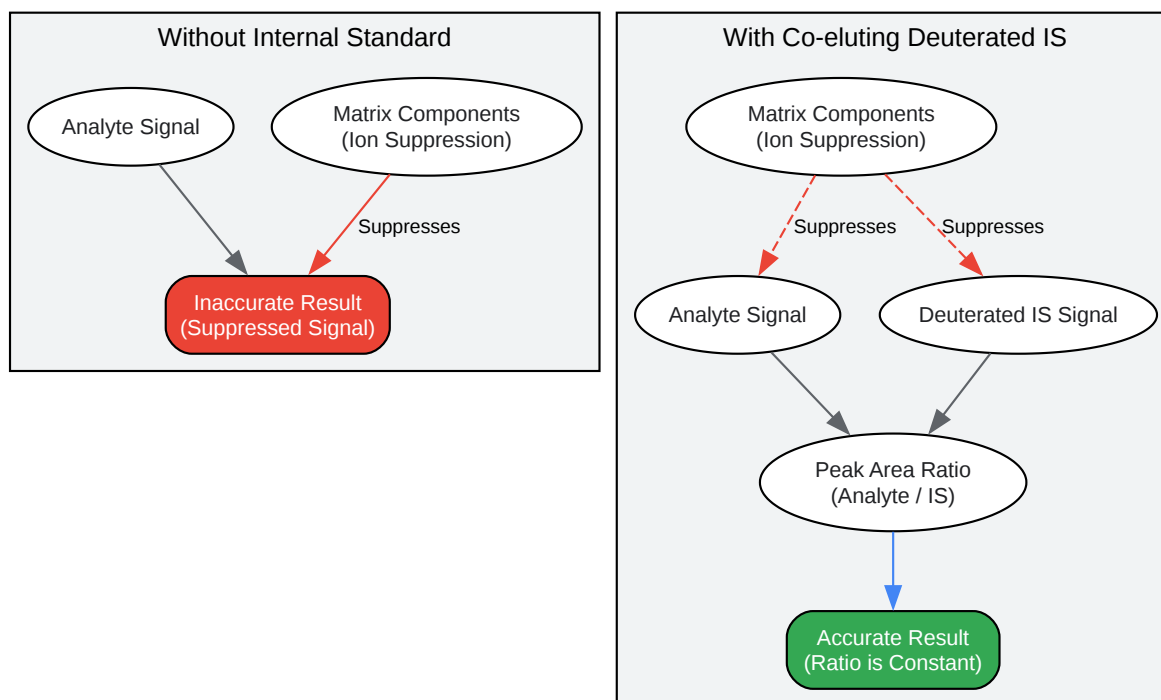 Without Internal Standard
Analyte Signal
Matrix Components
(Ion Suppression)
Suppresses
Inaccurate Result
(Suppressed Signal)
With Co-eluting Deuterated IS
Matrix Components
(Ion Suppression)
Suppresses
Suppresses
Analyte Signal
Deuterated IS Signal
Peak Area Ratio
(Analyte / IS)
Accurate Result
(Ratio is Constant)